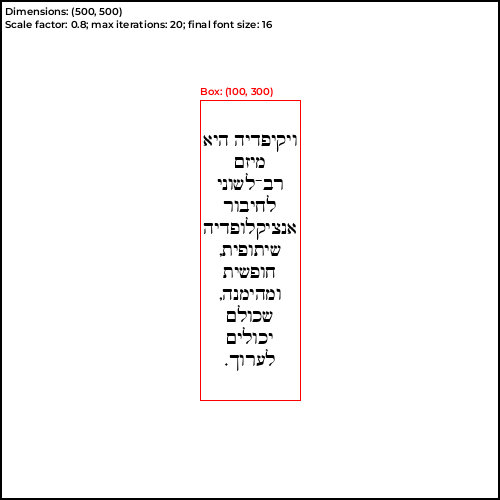 Dimensions: (500, 500)
Scale factor: 0.8; max iterations: 20; final font size: 16
Box: (100, 300)
ויקיפדיה היא
מיזם
רב־לשוני
לחיבור
אנציקלופדיה
שיתופית,
חופשית
ומהימנה,
שכולם
יכולים
לערוך.